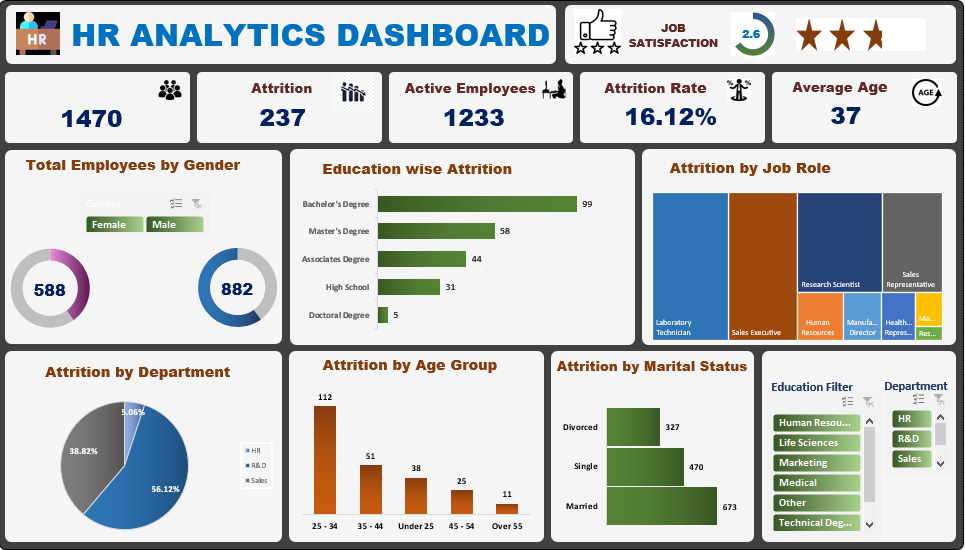 HR
HR ANALYTICS DASHBOARD
JOB
SATISFACTION
2.6
1470
Attrition
237
Active Employees
1233
Attrition Rate
16.12%
Average Age
AGE
37
Total Employees by Gender
Gender
Female
Male
588
882
Education wise Attrition
Bachelor's Degree
99
Master's Degree
58
Associates Degree
44
High School
31
Doctoral Degree
5
Attrition by Job Role
Laboratory
Technician
Sales Executive
Research Scientist
Sales
Representative
Human
Resources
Manufa...
Director
Health...
Repres...
Ma...
Res...
Attrition by Department
5.06%
38.82%
56.12%
HR
R&D
Sales
Attrition by Age Group
112
51
38
25
11
25 - 34
35 - 44
Under 25
45 - 54
Over 55
Attrition by Marital Status
Divorced
327
Single
470
Married
673
Education Filter
Human Resou...
Life Sciences
Marketing
Medical
Other
Technical Deg...
Department
HR
R&D
Sales